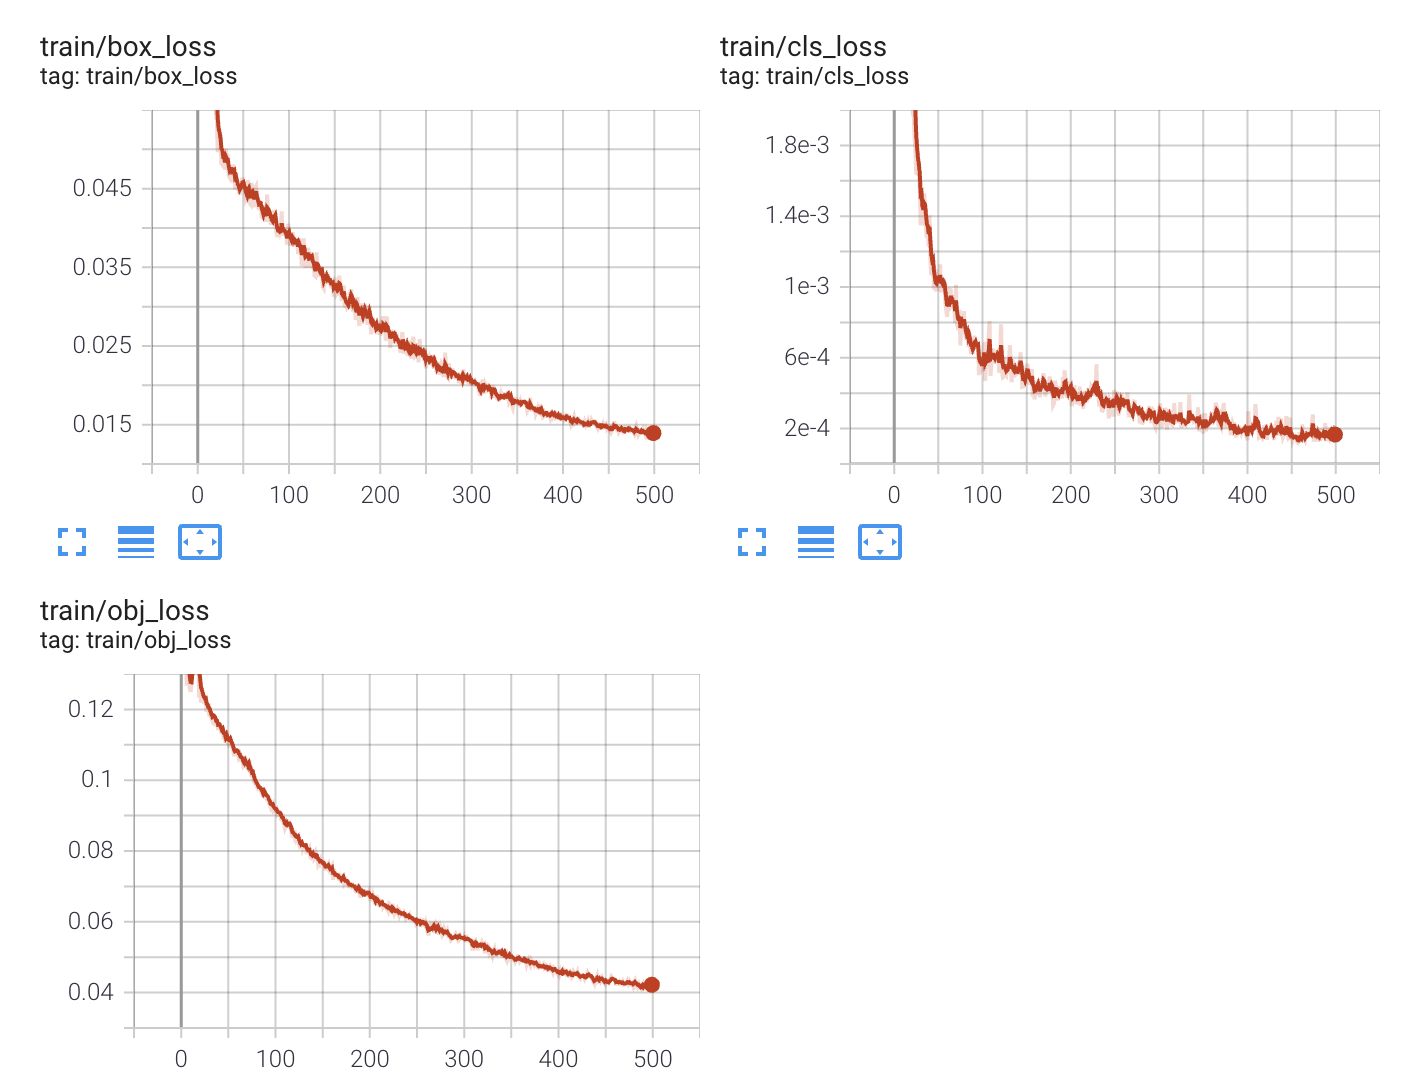 train/box_loss
tag: train/box_loss
0.045
0.035
0.025
0.015
0 100 200 300 400 500
train/cls_loss
tag: train/cls_loss
1.8e-3
1.4e-3
1e-3
6e-4
2e-4
0 100 200 300 400 500
train/obj_loss
tag: train/obj_loss
0.12
0.1
0.08
0.06
0.04
0 100 200 300 400 500